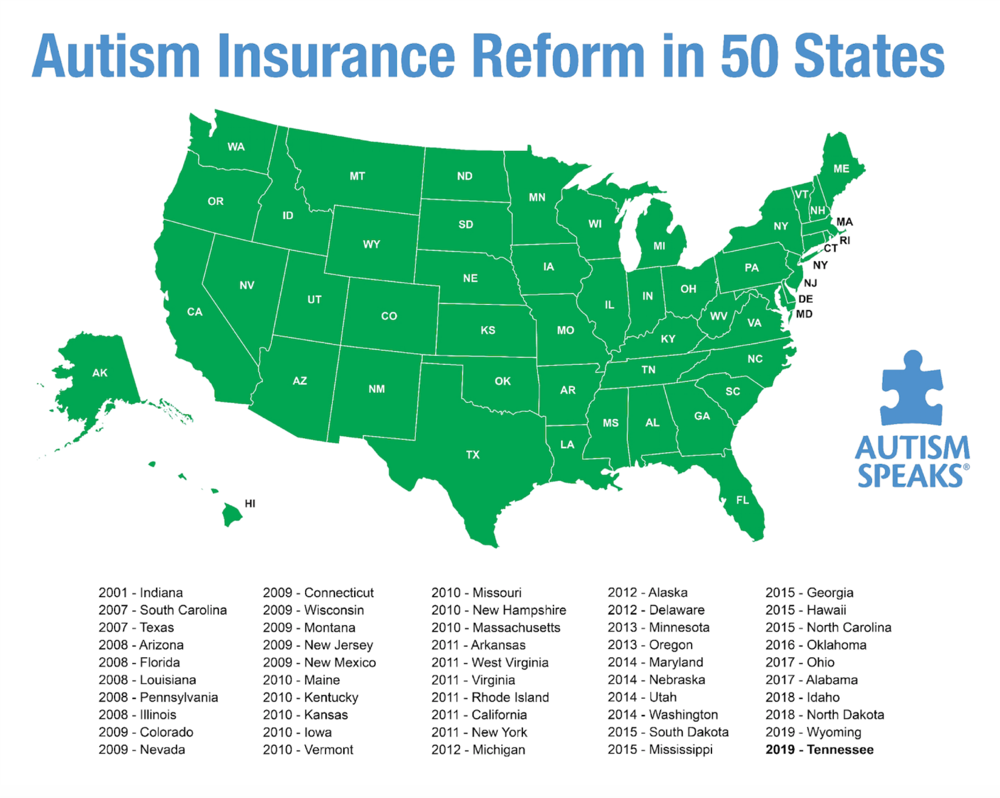 Autism Insurance Reform in 50 States
WA
MT
ND
MN
ME
OR
ID
SD
WI
VT
NH
MA
NY
WY
MI
RI
CT
NY
IA
PA
NE
NV
NJ
UT
IN
OH
DE
CA
CO
IL
WV
MD
VA
KS
MO
KY
NC
AK
TN
AZ
NM
OK
AR
SC
MS
AL
GA
LA
TX
FL
HI
AUTISM
SPEAKS®
2001 - Indiana
2007 - South Carolina
2007 - Texas
2008 - Arizona
2008 - Florida
2008 - Louisiana
2008 - Pennsylvania
2008 - Illinois
2009 - Colorado
2009 - Nevada
2009 - Connecticut
2009 - Wisconsin
2009 - Montana
2009 - New Jersey
2009 - New Mexico
2010 - Maine
2010 - Kentucky
2010 - Kansas
2010 - Iowa
2010 - Vermont
2010 - Missouri
2010 - New Hampshire
2010 - Massachusetts
2011 - Arkansas
2011 - West Virginia
2011 - Virginia
2011 - Rhode Island
2011 - California
2011 - New York
2012 - Michigan
2012 - Alaska
2012 - Delaware
2013 - Minnesota
2013 - Oregon
2014 - Maryland
2014 - Nebraska
2014 - Utah
2014 - Washington
2015 - South Dakota
2015 - Mississippi
2015 - Georgia
2015 - Hawaii
2015 - North Carolina
2016 - Oklahoma
2017 - Ohio
2017 - Alabama
2018 - Idaho
2018 - North Dakota
2019 - Wyoming
2019 - Tennessee